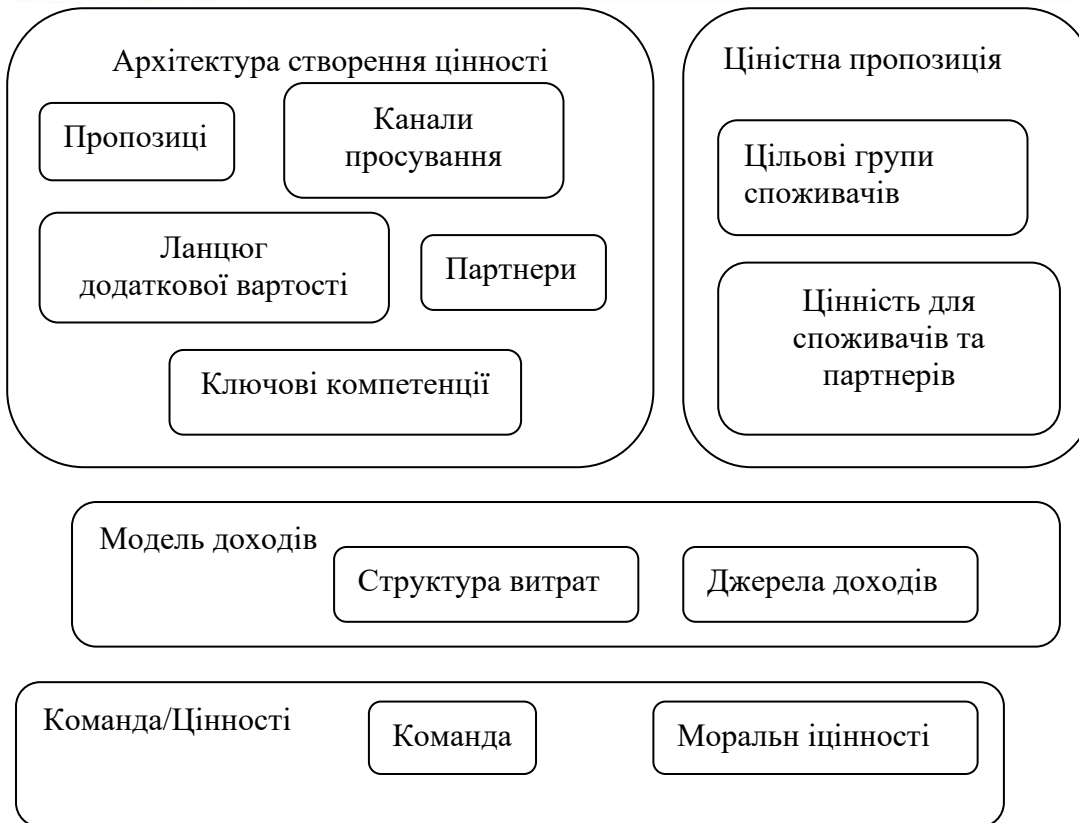 Архітектура створення цінності
Пропозиці
Канали
просування
Ланцюг
додаткової вартості
Партнери
Ключові компетенції
Ціністна пропозиція
Цільові групи
споживачів
Цінність для
споживачів та
партнерів
Модель доходів
Структура витрат
Джерела доходів
Команда/Цінності
Команда
Моральн іцінності